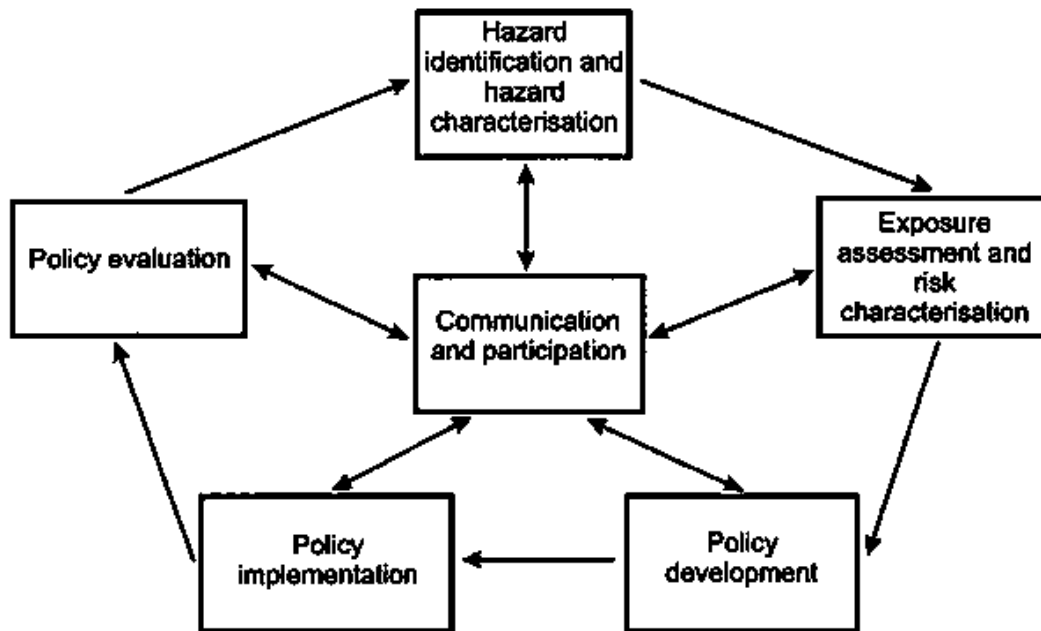 Hazard
identification and
hazard
characterisation
Policy evaluation
Exposure
assessment and
risk
characterisation
Communication
and participation
Policy
implementation
Policy
development